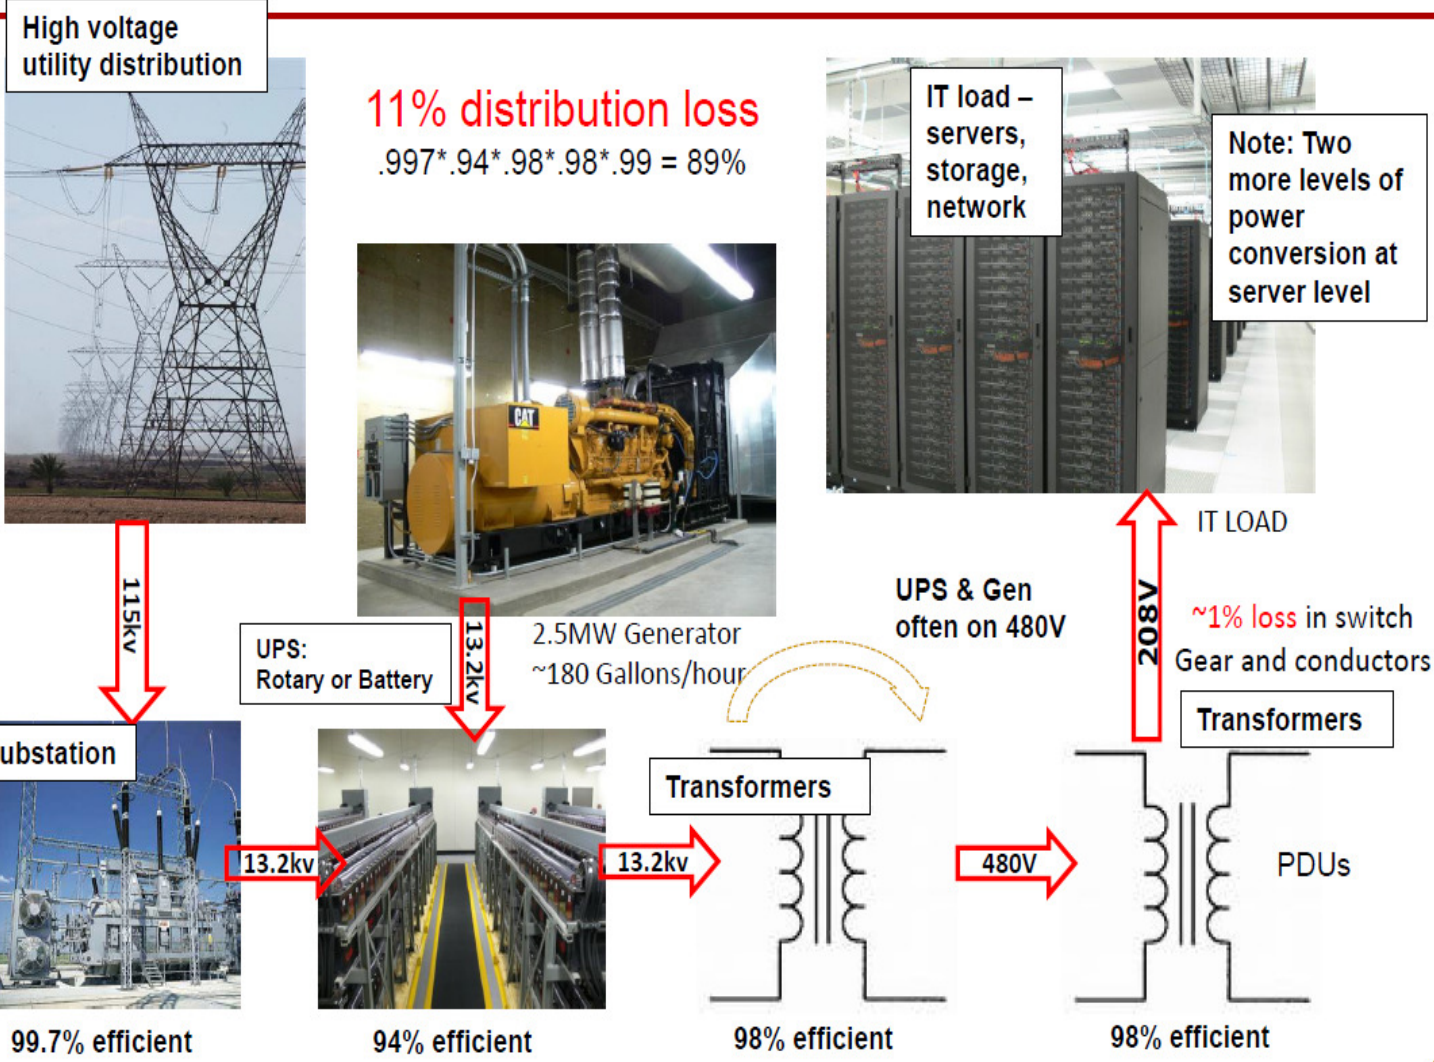 High voltage
utility distribution
11% distribution loss
.997*.94*.98*.98*.99 = 89%
IT load –
servers,
storage,
network
Note: Two
more levels of
power
conversion at
server level
CAT
115kv
UPS:
Rotary or Battery
13.2kv
2.5MW Generator
~180 Gallons/hour
UPS & Gen
often on 480V
208V
IT LOAD
~1% loss in switch
Gear and conductors
Transformers
ubstation
Transformers
13.2kv
13.2kv
480V
PDUs
99.7% efficient
94% efficient
98% efficient
98% efficient